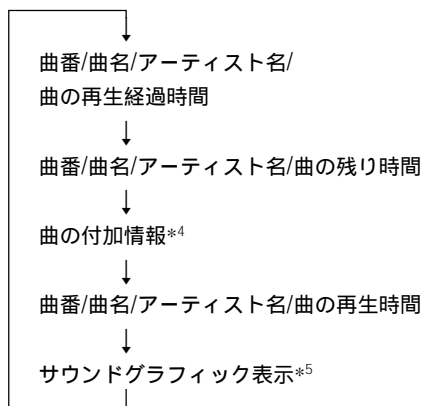 曲番/曲名/アーティスト名/
曲の再生経過時間
曲番/曲名/アーティスト名/曲の残り時間
曲の付加情報*4
曲番/曲名/アーティスト名/曲の再生時間
サウンドグラフィック表示*5